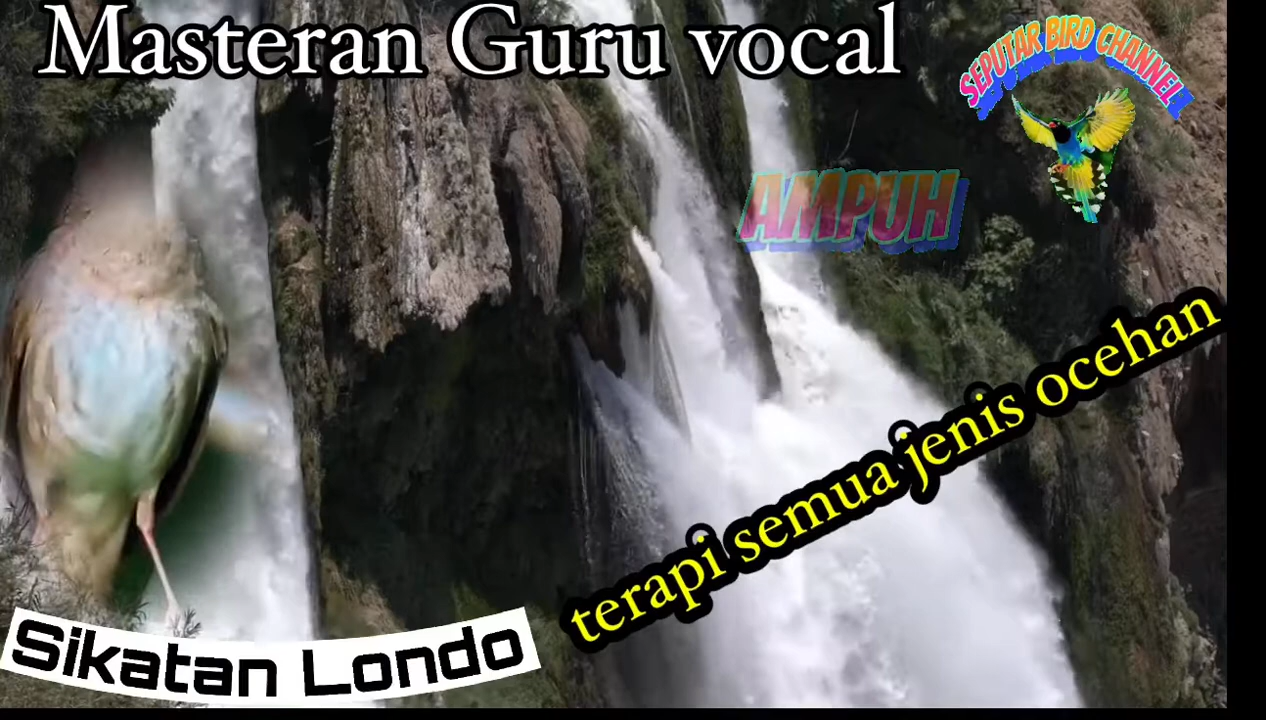 Masteran Guru vocal
SEPUTAR BIRD CHANNEL
AMPUH
terapi semua jenis ocehan
Sikatan Londo